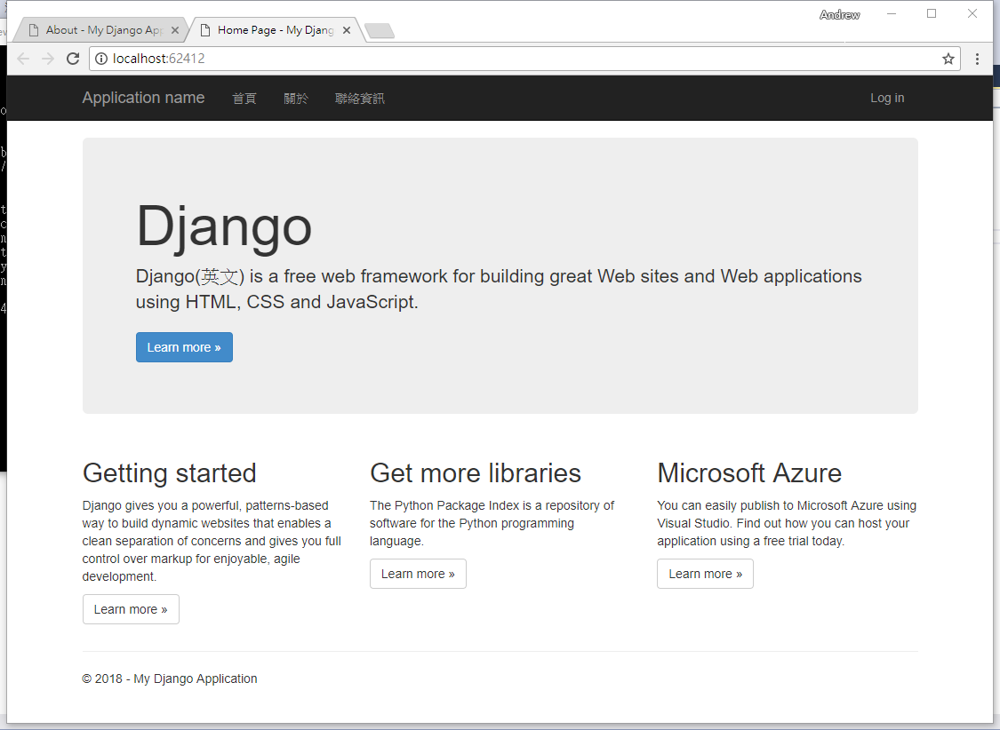 Andrew
About - My Django Ap
Home Page - My Djang
localhost:62412
Application name 首頁 關於 聯絡資訊 Log in
Django
Django(英文) is a free web framework for building great Web sites and Web applications
using HTML, CSS and JavaScript.
Learn more »
Getting started
Django gives you a powerful, patterns-based
way to build dynamic websites that enables a
clean separation of concerns and gives you full
control over markup for enjoyable, agile
development.
Learn more »
Get more libraries
The Python Package Index is a repository of
software for the Python programming
language.
Learn more »
Microsoft Azure
You can easily publish to Microsoft Azure using
Visual Studio. Find out how you can host your
application using a free trial today.
Learn more »
© 2018 - My Django Application